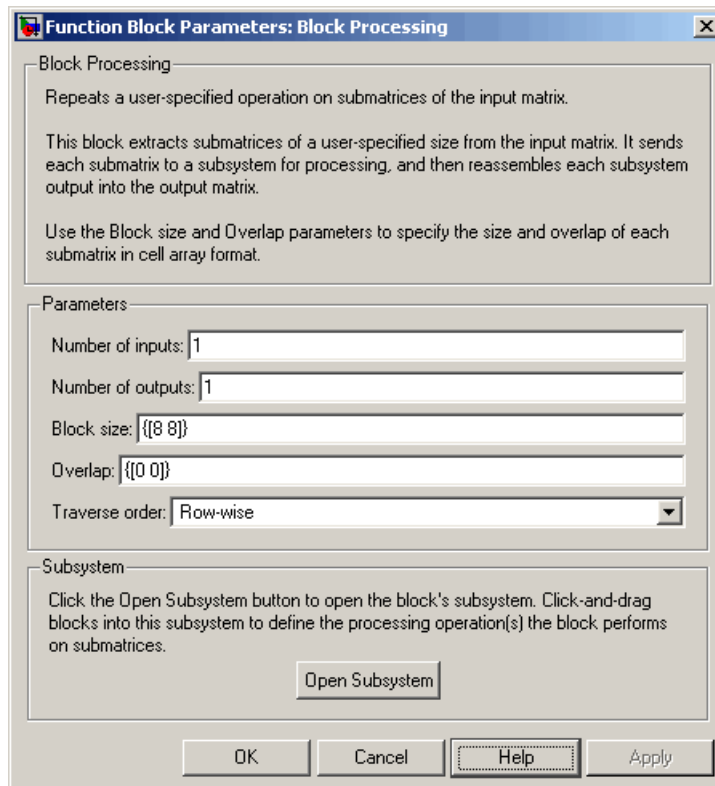 Function Block Parameters: Block Processing
Block Processing
Repeats a user-specified operation on submatrices of the input matrix.
This block extracts submatrices of a user-specified size from the input matrix. It sends
each submatrix to a subsystem for processing, and then reassembles each subsystem
output into the output matrix.
Use the Block size and Overlap parameters to specify the size and overlap of each
submatrix in cell array format.
Parameters
Number of inputs: 1
Number of outputs: 1
Block size: {[8 8]}
Overlap: {[0 0]}
Traverse order: Row-wise
Subsystem
Click the Open Subsystem button to open the block's subsystem. Click-and-drag
blocks into this subsystem to define the processing operation(s) the block performs
on submatrices.
Open Subsystem
OK Cancel Help Apply